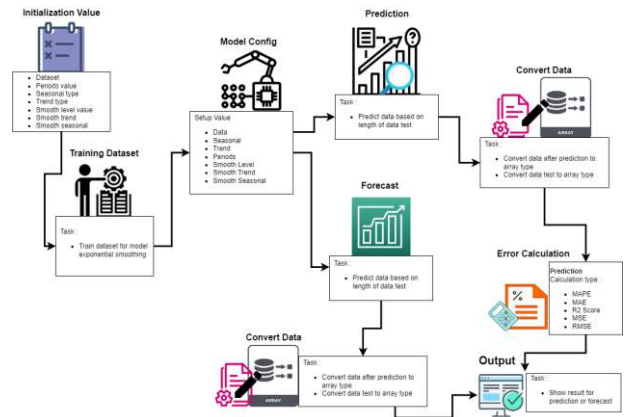 Initialization Value
• Dataset
• Periods value
• Seasonal type
• Trend type
• Smooth level value
• Smooth trend
• Smooth seasonal
Training Dataset
Task :
• Train dataset for model
exponential smoothing
Model Config
Setup Value
• Data
• Seasonal
• Trend
• Periods
• Smooth Level
• Smooth Trend
• Smooth Seasonal
Prediction
Task :
• Predict data based on
length of data test
Convert Data
ARRAY
Task :
• Convert data after prediction to
array type
• Convert data test to array type
Error Calculation
%
Prediction
Calculation type :
• MAPE
• MAE
• R2 Score
• MSE
• RMSE
Forecast
Task :
• Predict data based on
length of data test
Convert Data
ARRAY
Task :
• Convert data after prediction to
array type
• Convert data test to array type
Output
Task :
• Show result for
prediction or forecast